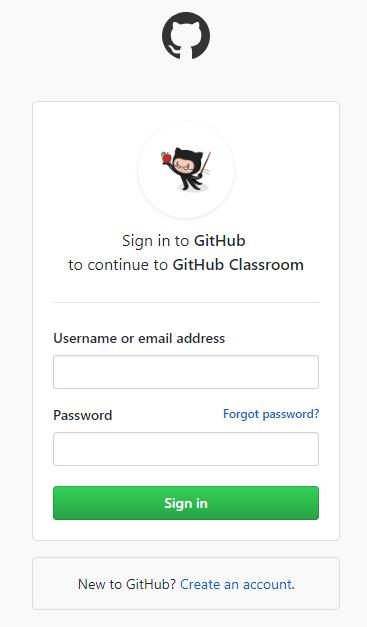 Sign in to GitHub
to continue to GitHub Classroom
Username or email address
Password Forgot password?
Sign in
New to GitHub? Create an account.